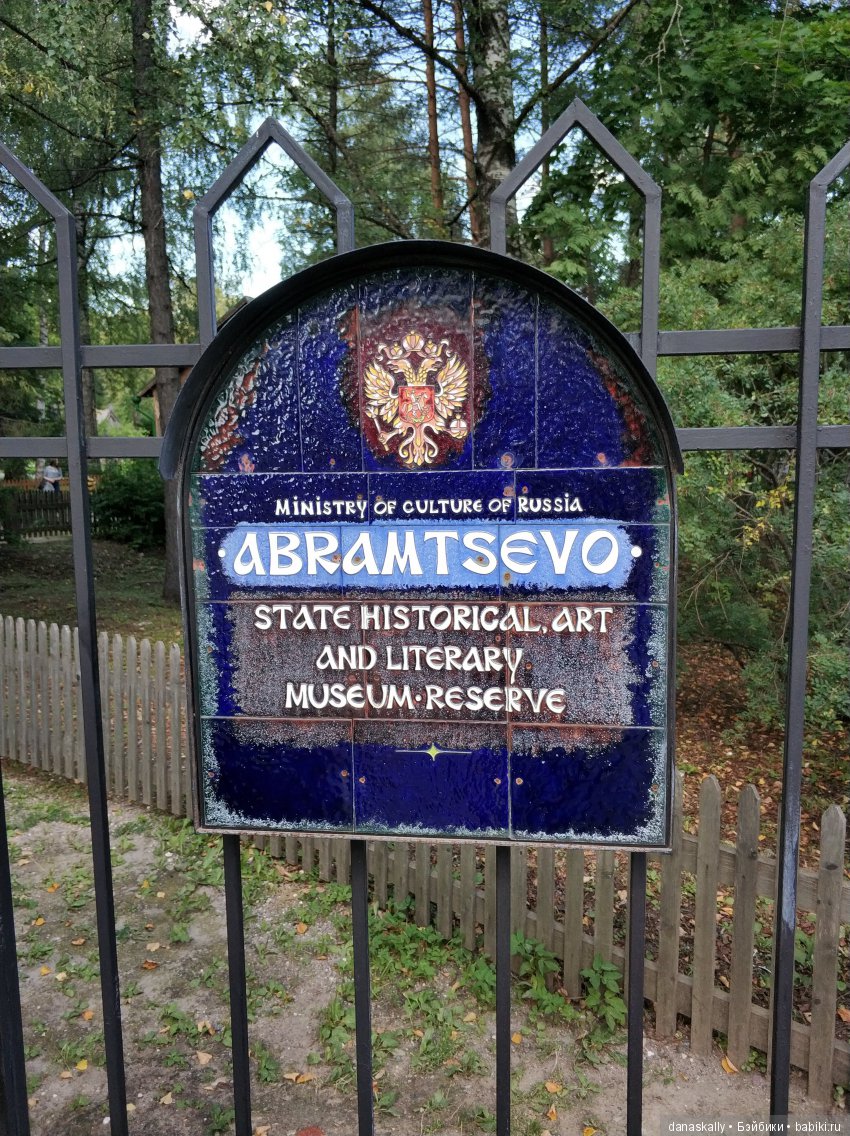 Ministry of culture of Russia
•ABRAMTSEVO•
STATE HISTORICAL, ART
AND LITERARY
MUSEUM•RESERVE
danaskally • Бэйбики • babiki.ru